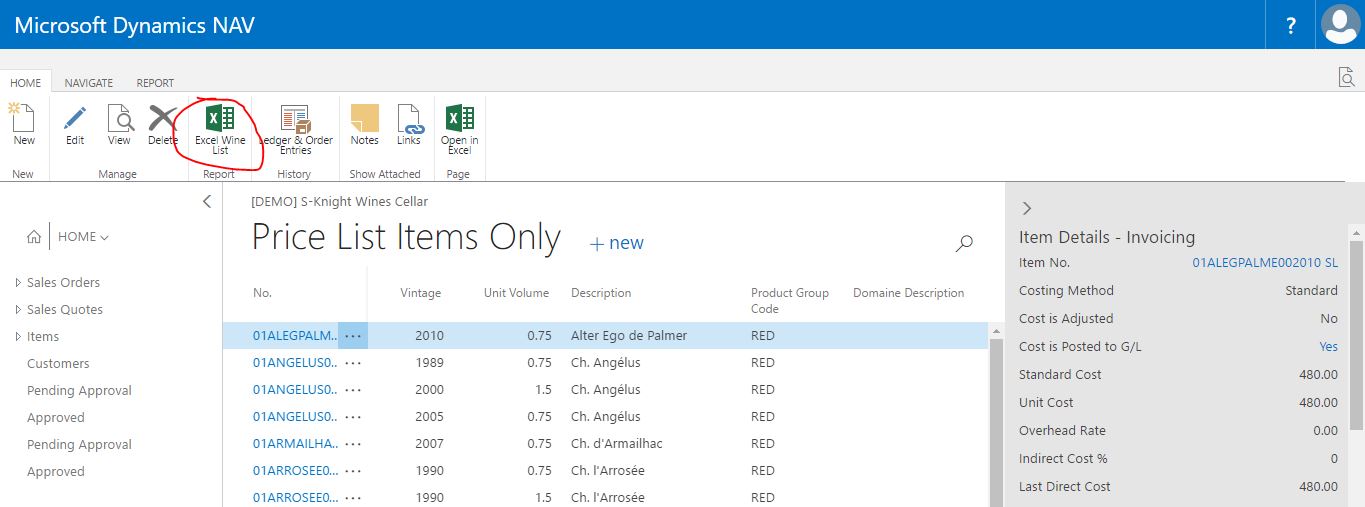 Microsoft Dynamics NAV
?
HOME NAVIGATE REPORT
New Edit View Delete Excel Wine List Ledger & Order Entries Notes Links Open in Excel
New Manage Report History Show Attached Page
HOME
Sales Orders
Sales Quotes
Items
Customers
Pending Approval
Approved
Pending Approval
Approved
[DEMO] S-Knight Wines Cellar
Price List Items Only + new
No. Vintage Unit Volume Description Product Group Code Domaine Description
01ALEGPALM.. ... 2010 0.75 Alter Ego de Palmer RED
01ANGELUS0.. ... 1989 0.75 Ch. Angélus RED
01ANGELUS0.. ... 2000 1.5 Ch. Angélus RED
01ANGELUS0.. ... 2005 0.75 Ch. Angélus RED
01ARMAILHA.. ... 2007 0.75 Ch. d'Armailhac RED
01ARROSEE0... ... 1990 0.75 Ch. l'Arrosée RED
01ARROSEE0... ... 1990 1.5 Ch. l'Arrosée RED
Item Details - Invoicing
Item No. 01ALEGPALME002010 SL
Costing Method Standard
Cost is Adjusted No
Cost is Posted to G/L Yes
Standard Cost 480.00
Unit Cost 480.00
Overhead Rate 0.00
Indirect Cost % 0
Last Direct Cost 480.00